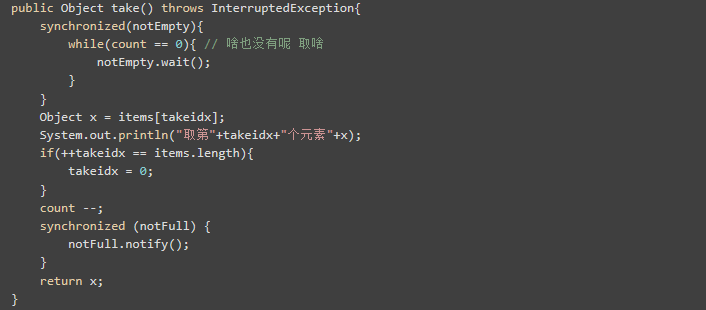 public Object take() throws InterruptedException{
    synchronized(notEmpty){
        while(count == 0){ // 啥也没有呢 取啥
            notEmpty.wait();
        }
    }
    Object x = items[takeidx];
    System.out.println("取第"+takeidx+"个元素"+x);
    if(++takeidx == items.length){
        takeidx = 0;
    }
    count --;
    synchronized (notFull) {
        notFull.notify();
    }
    return x;
}